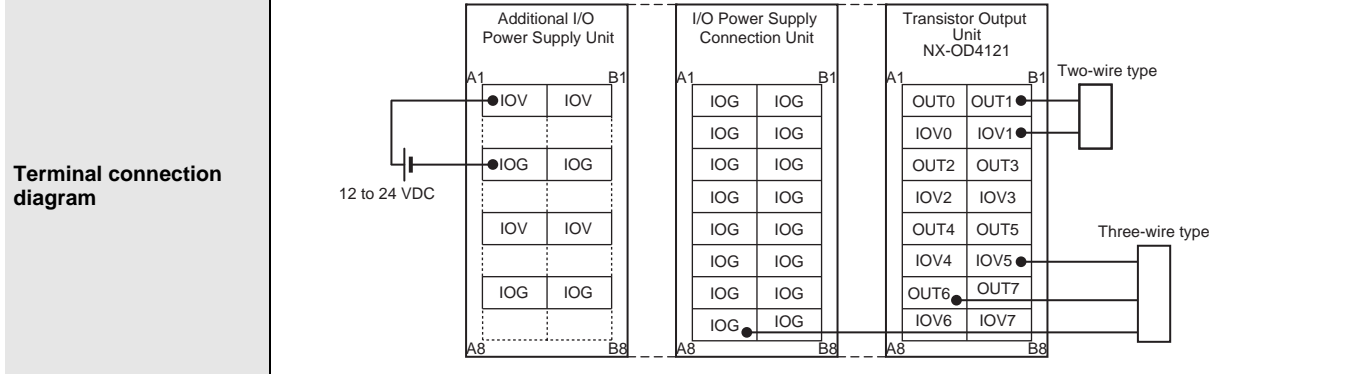 Terminal connection
diagram
Additional I/O
Power Supply Unit
A1 B1
IOV IOV
IOG IOG
IOV IOV
IOG IOG
A8 B8
12 to 24 VDC
I/O Power Supply
Connection Unit
A1 B1
IOG IOG
IOG IOG
IOG IOG
IOG IOG
IOG IOG
IOG IOG
IOG IOG
IOG IOG
A8 B8
Transistor Output
Unit
NX-OD4121
A1 B1
OUT0 OUT1
IOV0 IOV1
OUT2 OUT3
IOV2 IOV3
OUT4 OUT5
IOV4 IOV5
OUT6 OUT7
IOV6 IOV7
A8 B8
Two-wire type
Three-wire type